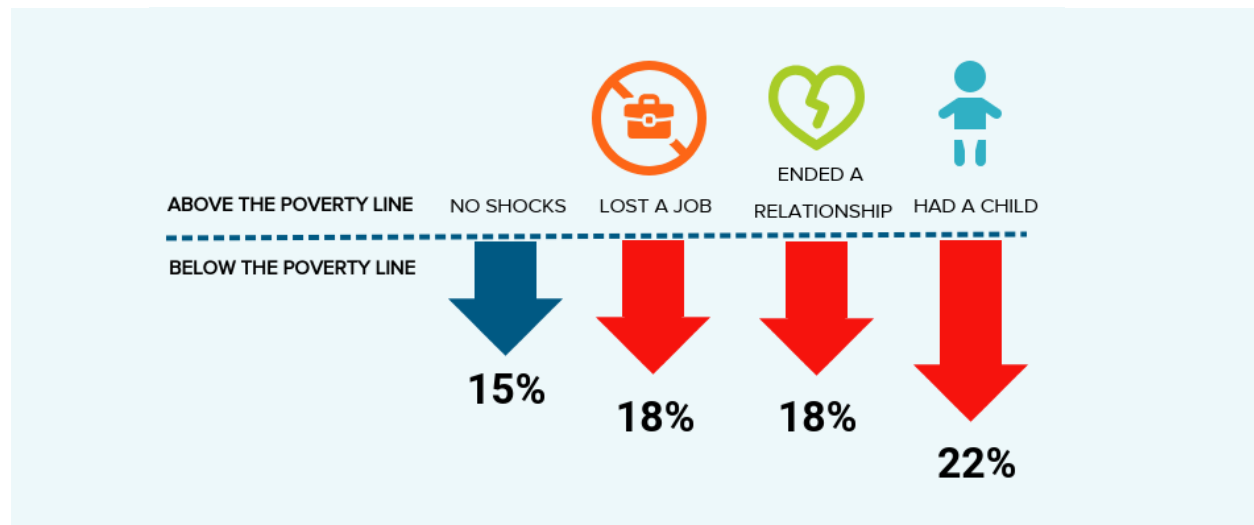 ENDED A
ABOVE THE POVERTY LINE NO SHOCKS LOST A JOB RELATIONSHIP HAD A CHILD
BELOW THE POVERTY LINE
15%
18% 18%
22%